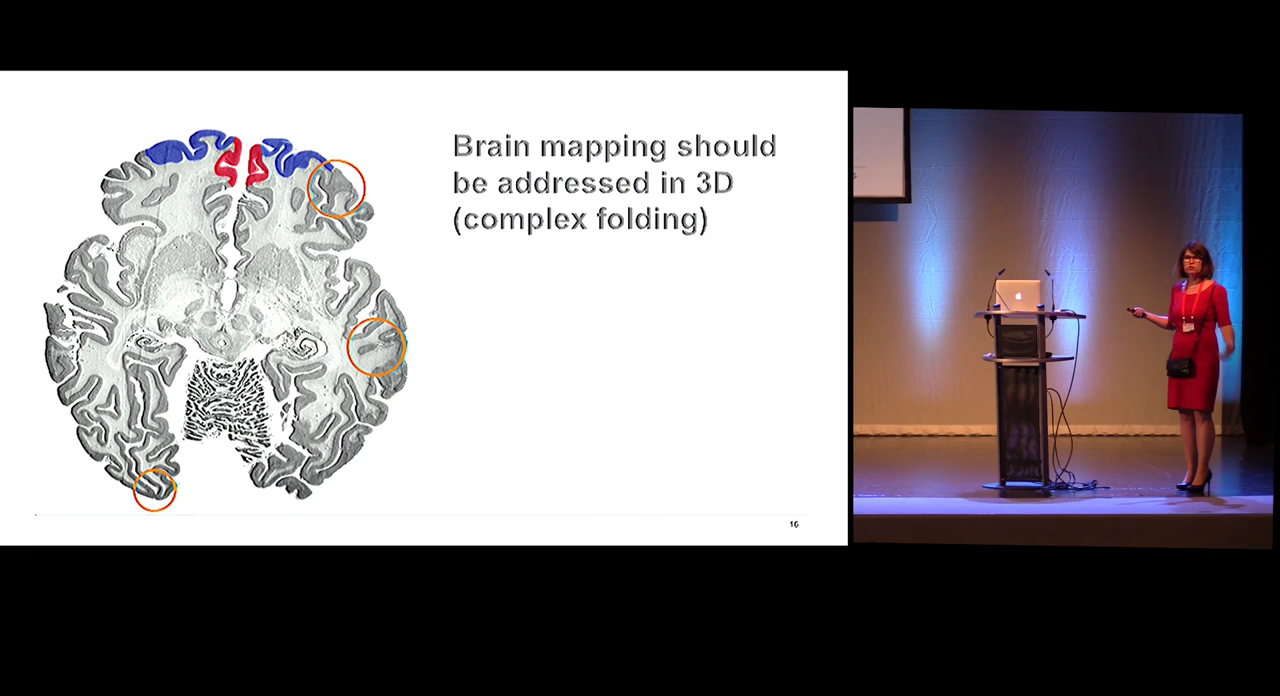 Brain mapping should
be addressed in 3D
(complex folding)
16